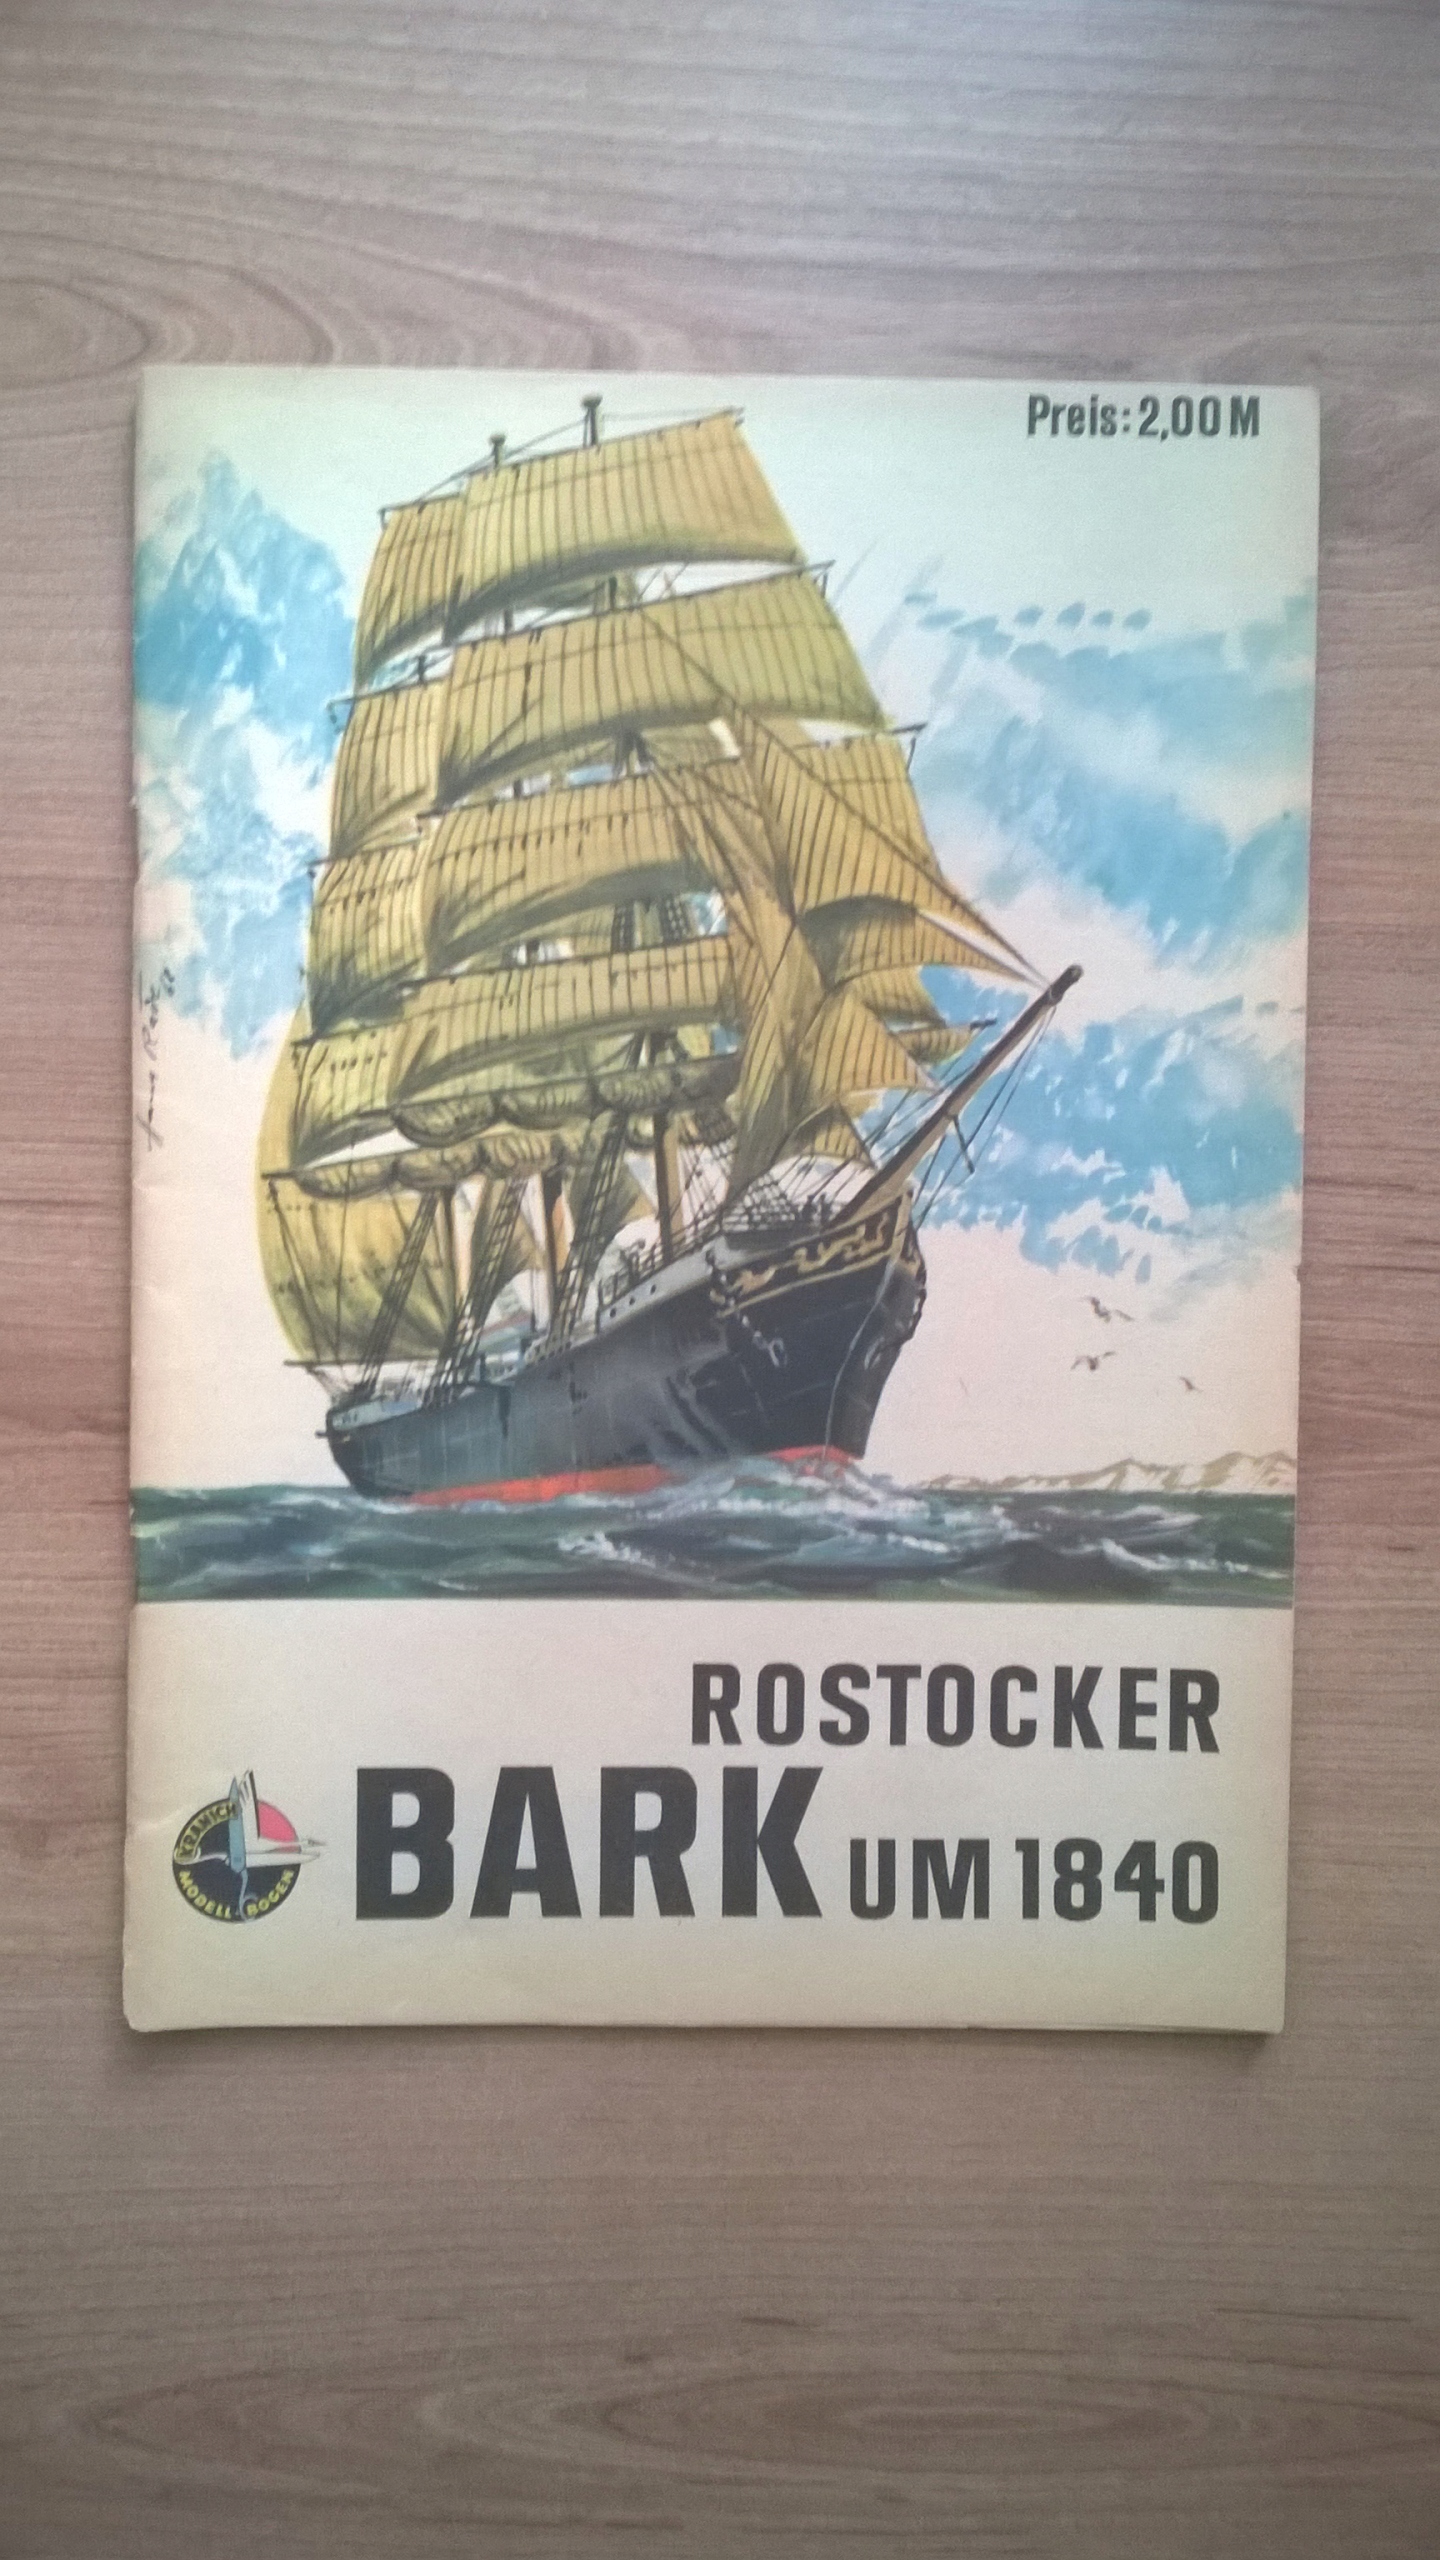 Preis: 2,00 M
ROSTOCKER
BARK UM 1840
KRANICH
MODELL-BOGEN